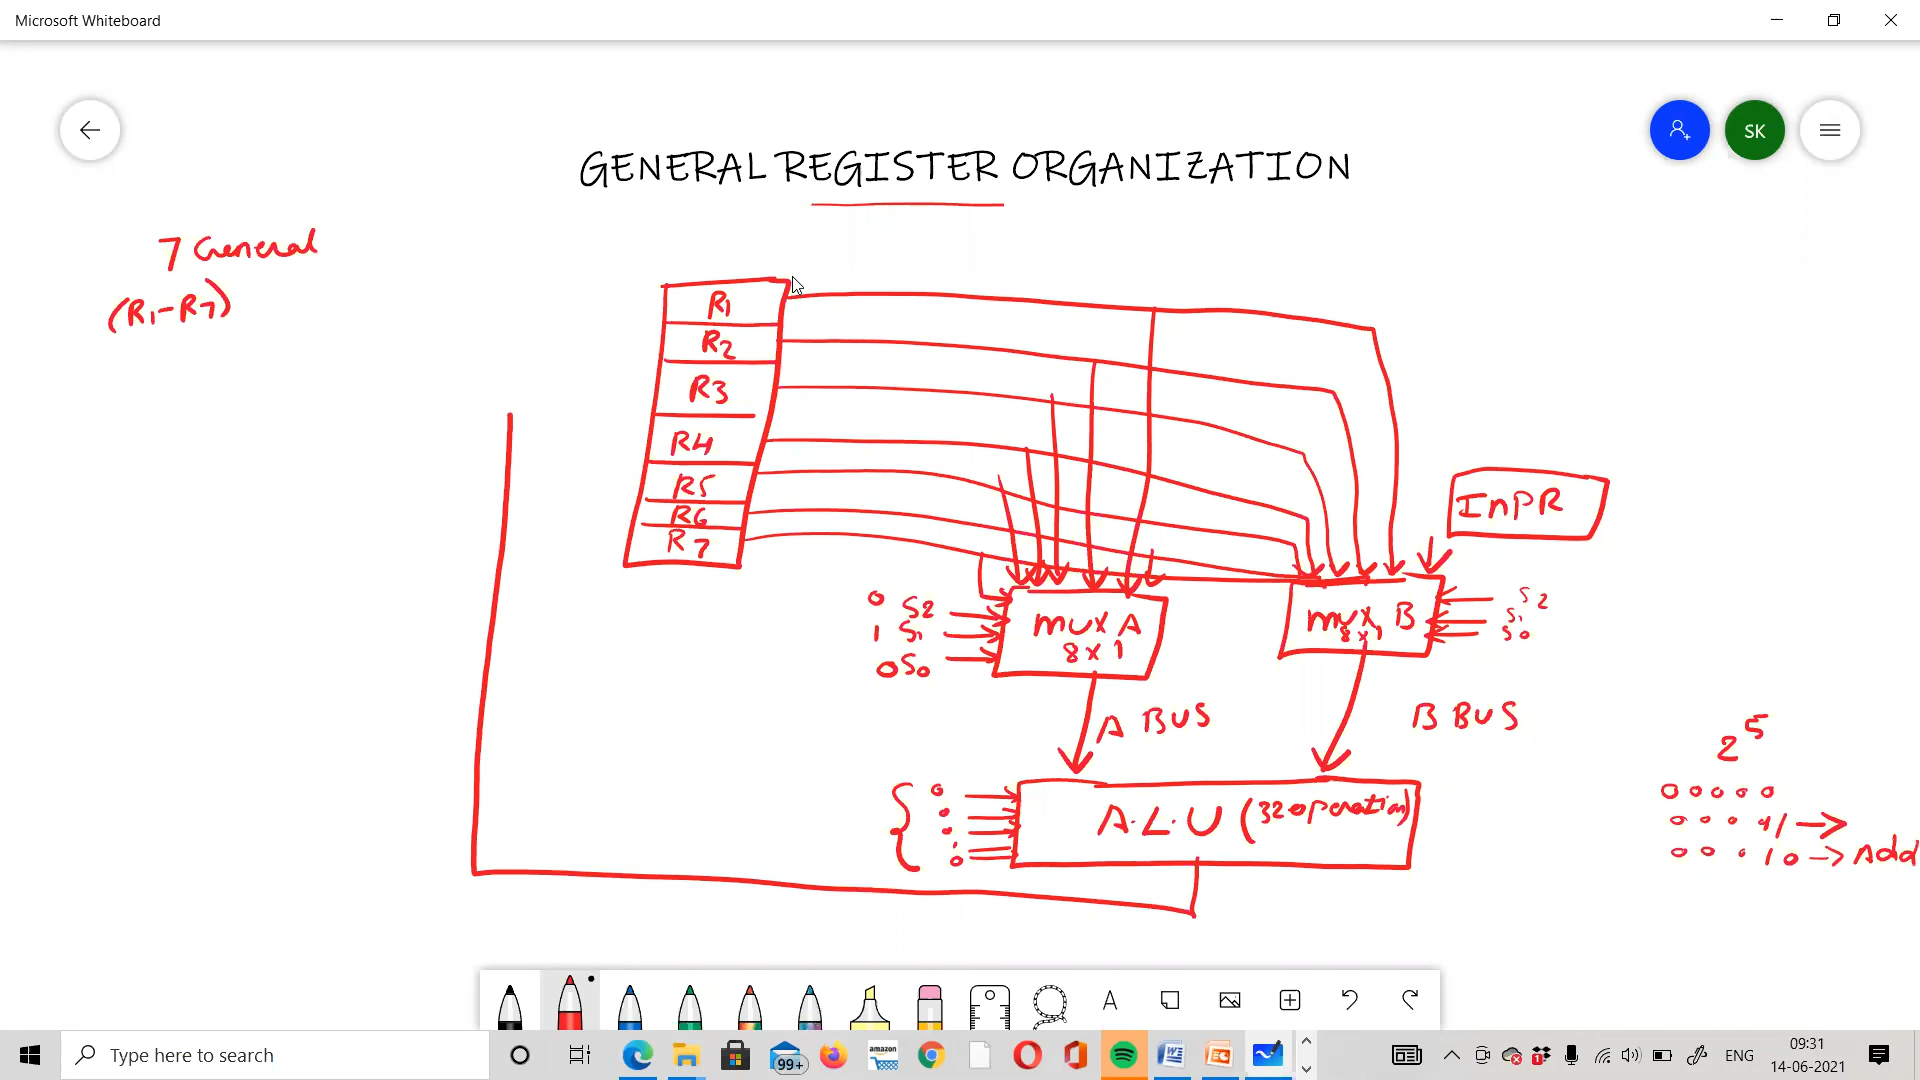 Microsoft Whiteboard
SK
GENERAL REGISTER ORGANIZATION
7 General
(R1-R7)
R1
R2
R3
R4
R5
R6
R7
InPR
0 S2
1 S1
0 S0
MUX A
8x1
MUX B
8x1
S2
S1
S0
A BUS
B BUS
A.L.U (32 operation)
2^5
0 0 0 0 0
0 0 0 0 1
0 0 0 1 0 → Add
A
amazon
99+
Type here to search
ENG
09:31
14-06-2021